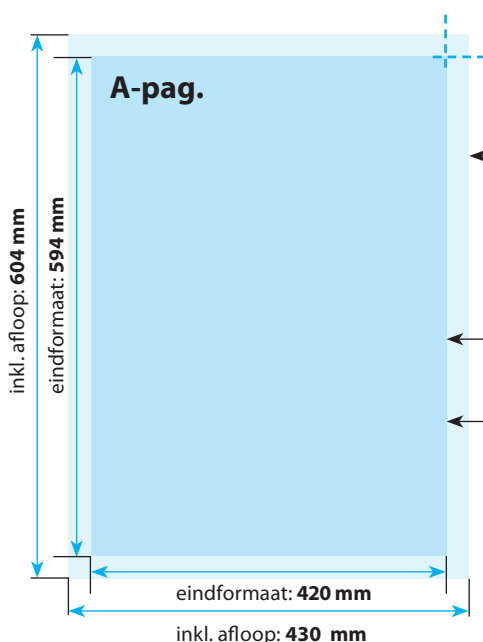 A-pag.
inkl. afloop: 604 mm
eindformaat: 594 mm
eindformaat: 420 mm
inkl. afloop: 430 mm